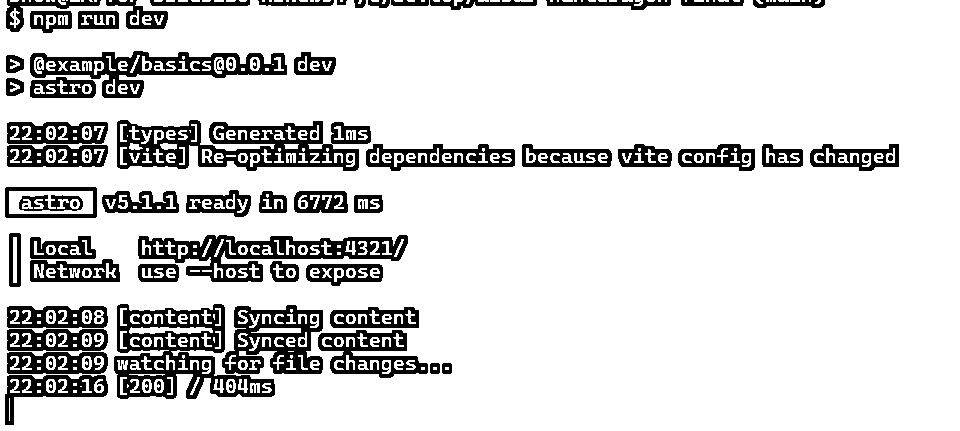 $ npm run dev
> @example/basics@0.0.1 dev
> astro dev
22:02:07 [types] Generated 1ms
22:02:07 [vite] Re-optimizing dependencies because vite config has changed
astro v5.1.1 ready in 6772 ms
Local http://localhost:4321/
Network use --host to expose
22:02:08 [content] Syncing content
22:02:09 [content] Synced content
22:02:09 watching for file changes...
22:02:16 [200] / 404ms